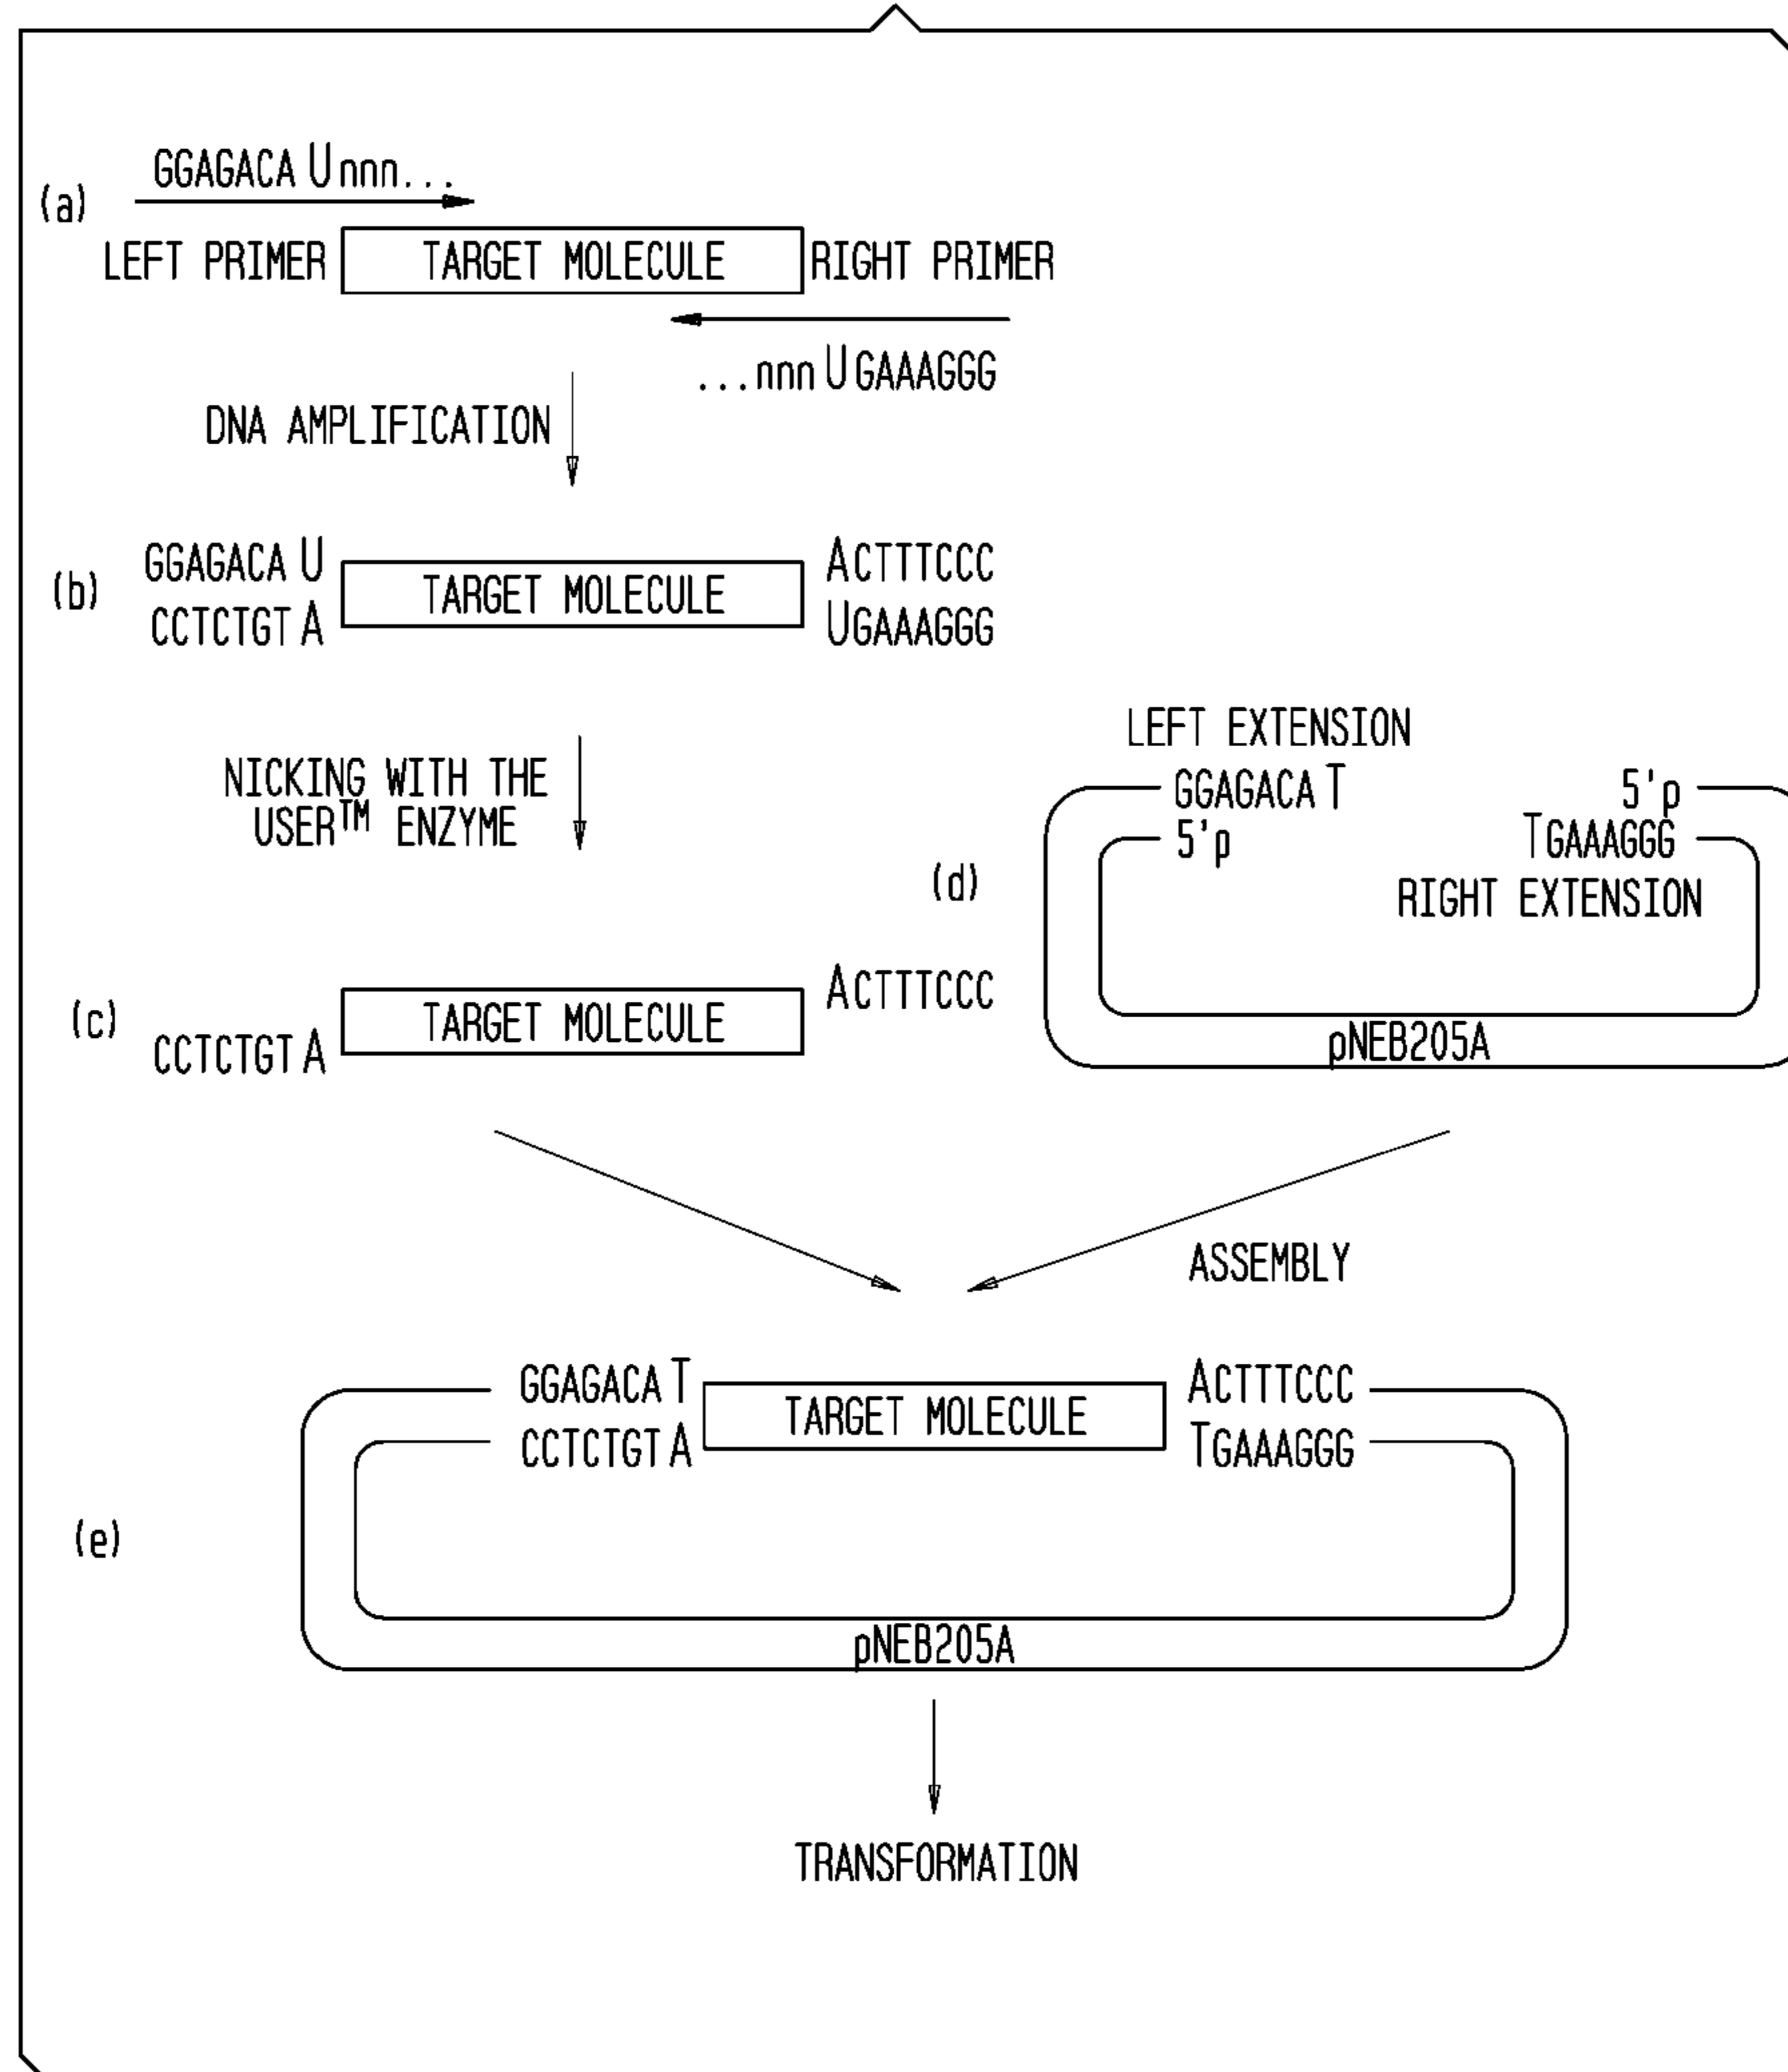 GGAGACA Unnn...
(a)
LEFT PRIMER TARGET MOLECULE RIGHT PRIMER
...nnnUGAAAGGG
DNA AMPLIFICATION
GGAGACA U ACTTTCCC
(b) TARGET MOLECULE
CCTCTGT A UGAAAGGG
NICKING WITH THE
USER™ ENZYME
LEFT EXTENSION
GGAGACA T 5'p
5'p TGAAAGGG
(d)
RIGHT EXTENSION
pNEB205A
ACTTTCCC
(c) TARGET MOLECULE
CCTCTGT A
ASSEMBLY
GGAGACA T ACTTTCCC
TARGET MOLECULE
CCTCTGT A TGAAAGGG
(e)
pNEB205A
TRANSFORMATION